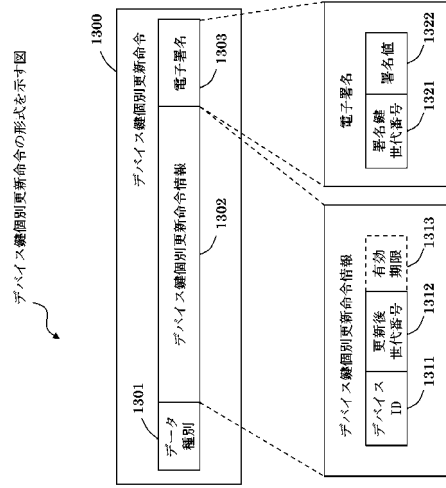 デバイス鍵個別更新命令の形式を示す図
1300
デバイス鍵個別更新命令
1301
データ
種別
デバイス鍵個別更新命令情報
1302
電子署名
1303
デバイス鍵個別更新命令情報
デバイス
ID
1311
更新後
世代番号
1312
有効
期限
1313
電子署名
署名鍵
世代番号
1321
署名値
1322